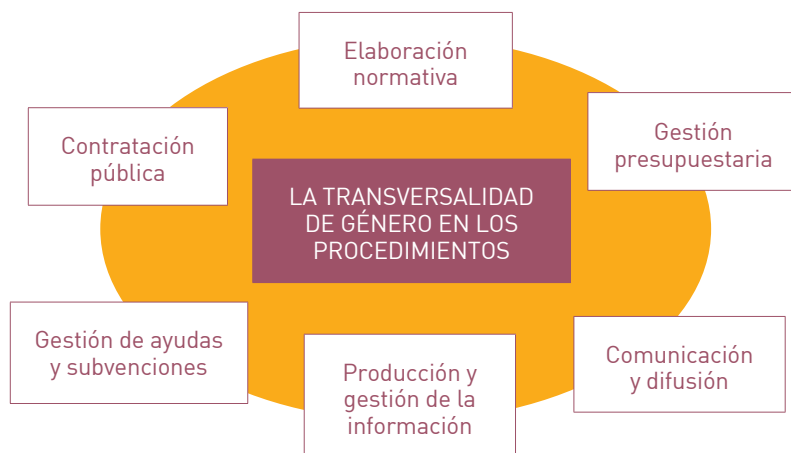 Elaboración
normativa
Contratación
pública
Gestión
presupuestaria
LA TRANSVERSALIDAD
DE GÉNERO EN LOS
PROCEDIMIENTOS
Gestión de ayudas
y subvenciones
Producción y
gestión de la
información
Comunicación
y difusión